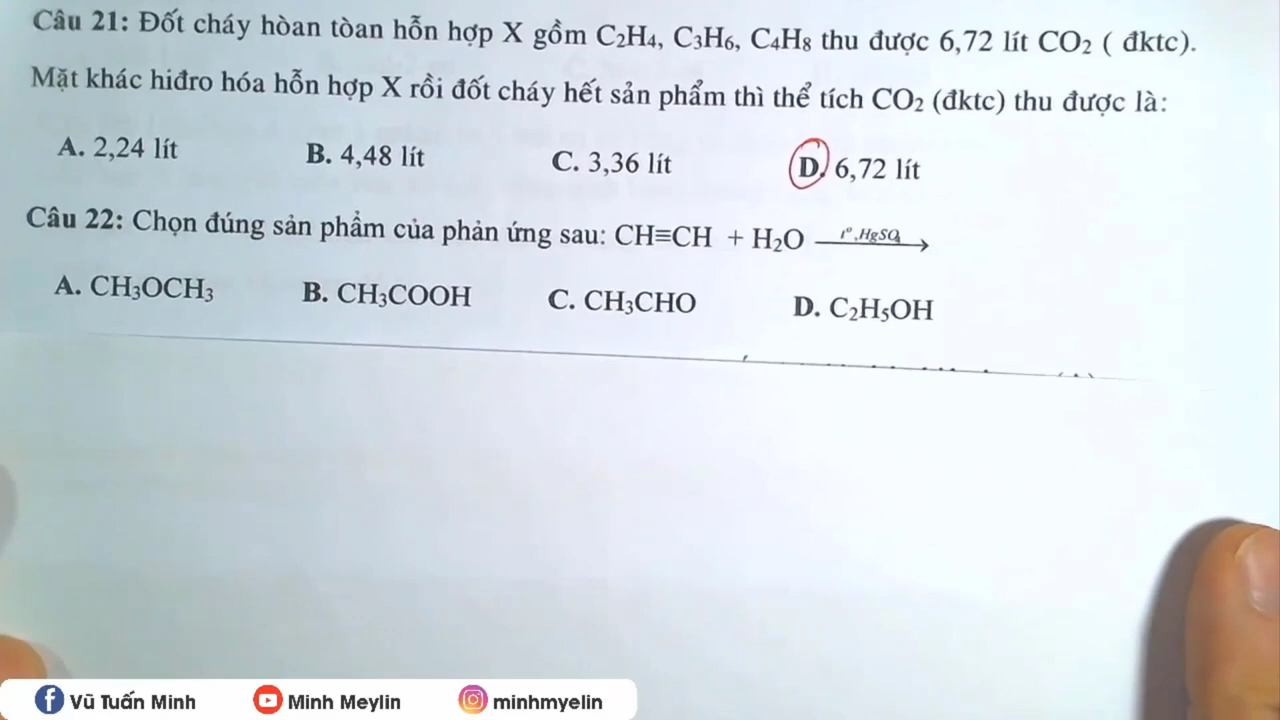 Câu 21: Đốt cháy hòan tòan hỗn hợp X gồm C₂H₄, C₃H₆, C₄H₈ thu được 6,72 lít CO₂ ( đktc).
Mặt khác hiđro hóa hỗn hợp X rồi đốt cháy hết sản phẩm thì thể tích CO₂ (đktc) thu được là:
A. 2,24 lít B. 4,48 lít C. 3,36 lít D. 6,72 lít
Câu 22: Chọn đúng sản phẩm của phản ứng sau: CH≡CH + H₂O –t°,HgSO₄→
A. CH₃OCH₃ B. CH₃COOH C. CH₃CHO D. C₂H₅OH
Vũ Tuấn Minh Minh Meylin minhmyelin